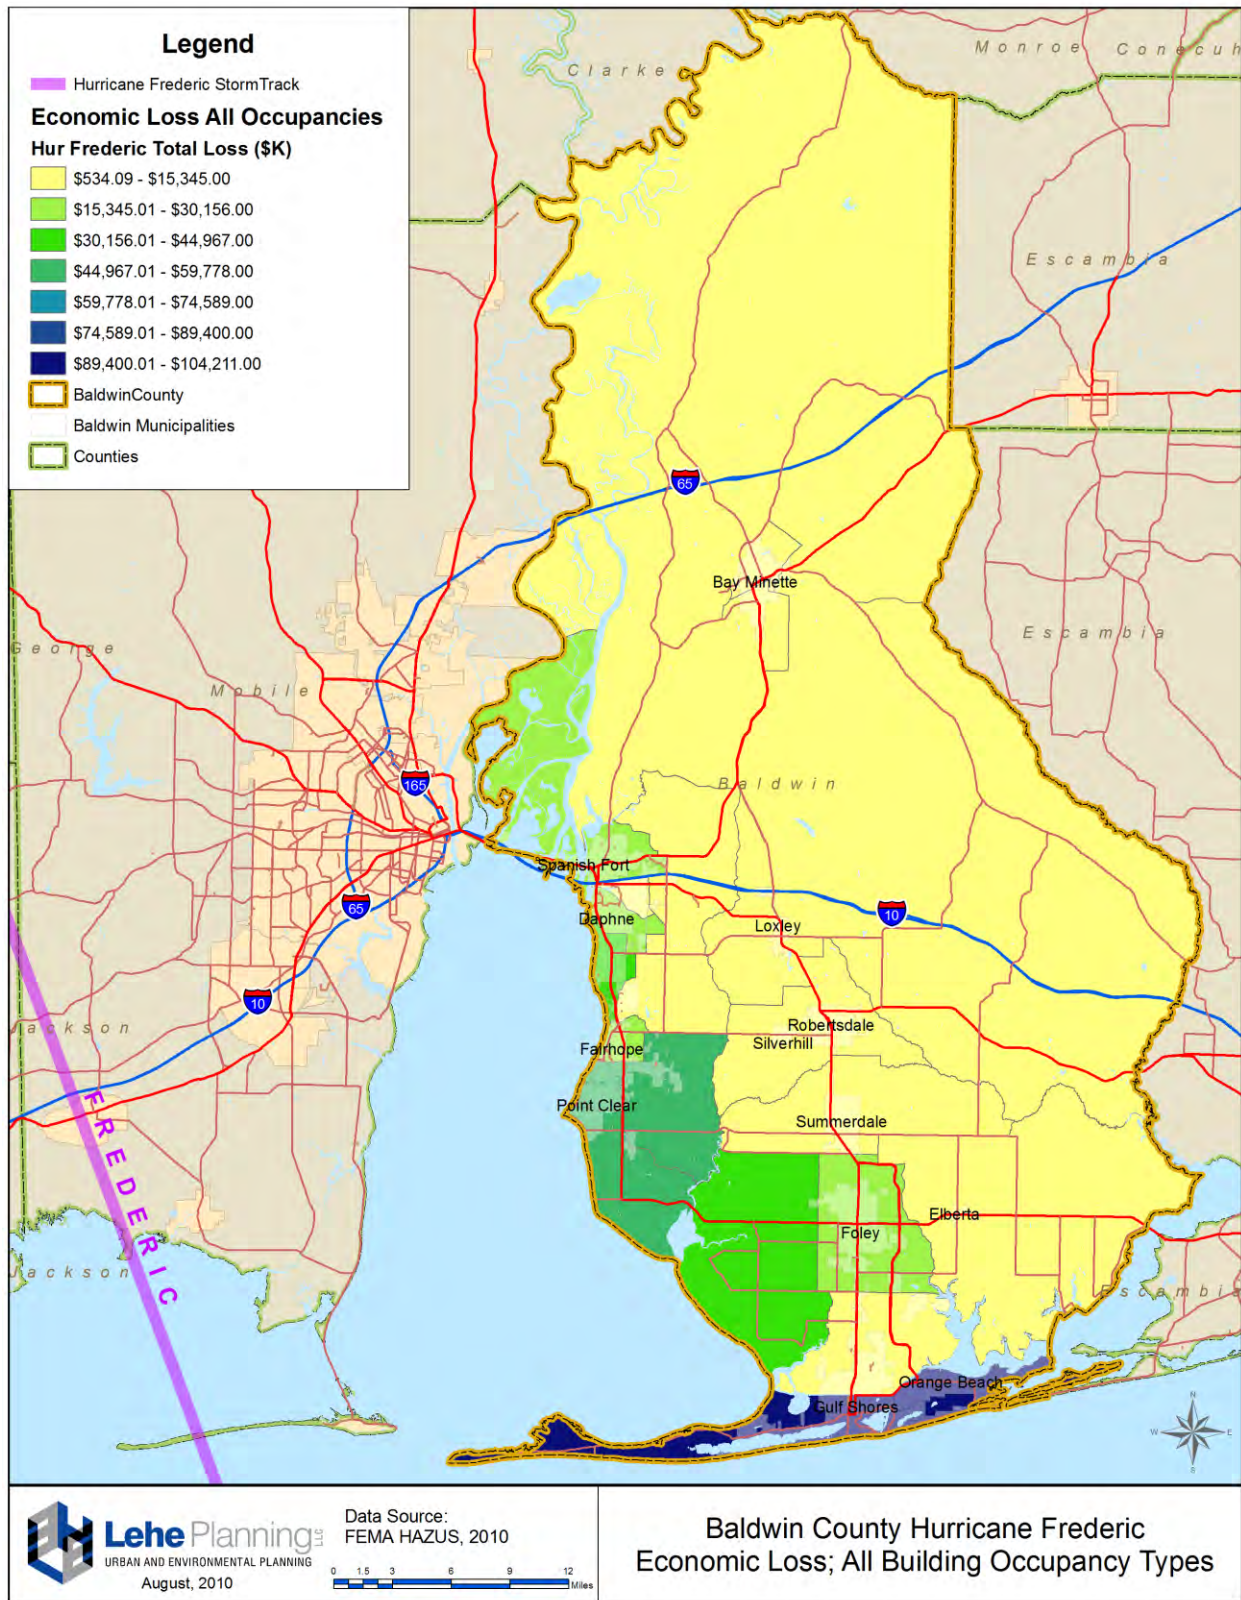 Legend
Hurricane Frederic StormTrack
Economic Loss All Occupancies
Hur Frederic Total Loss ($K)
$534.09 - $15,345.00
$15,345.01 - $30,156.00
$30,156.01 - $44,967.00
$44,967.01 - $59,778.00
$59,778.01 - $74,589.00
$74,589.01 - $89,400.00
$89,400.01 - $104,211.00
BaldwinCounty
Baldwin Municipalities
Counties
Clarke
Monroe
Conecuh
Escambia
65
Bay Minette
Escambia
George
Mobile
165
Baldwin
Spanish Fort
65
Daphne
Loxley
10
10
Jackson
Robertsdale
Silverhill
Fairhope
Point Clear
Summerdale
FREDERIC
Elberta
Foley
Jackson
Escambia
Orange Beach
Gulf Shores
N
W
E
S
Lehe Planning LLC
URBAN AND ENVIRONMENTAL PLANNING
August, 2010
Data Source:
FEMA HAZUS, 2010
0 1.5 3 6 9 12
Miles
Baldwin County Hurricane Frederic
Economic Loss; All Building Occupancy Types